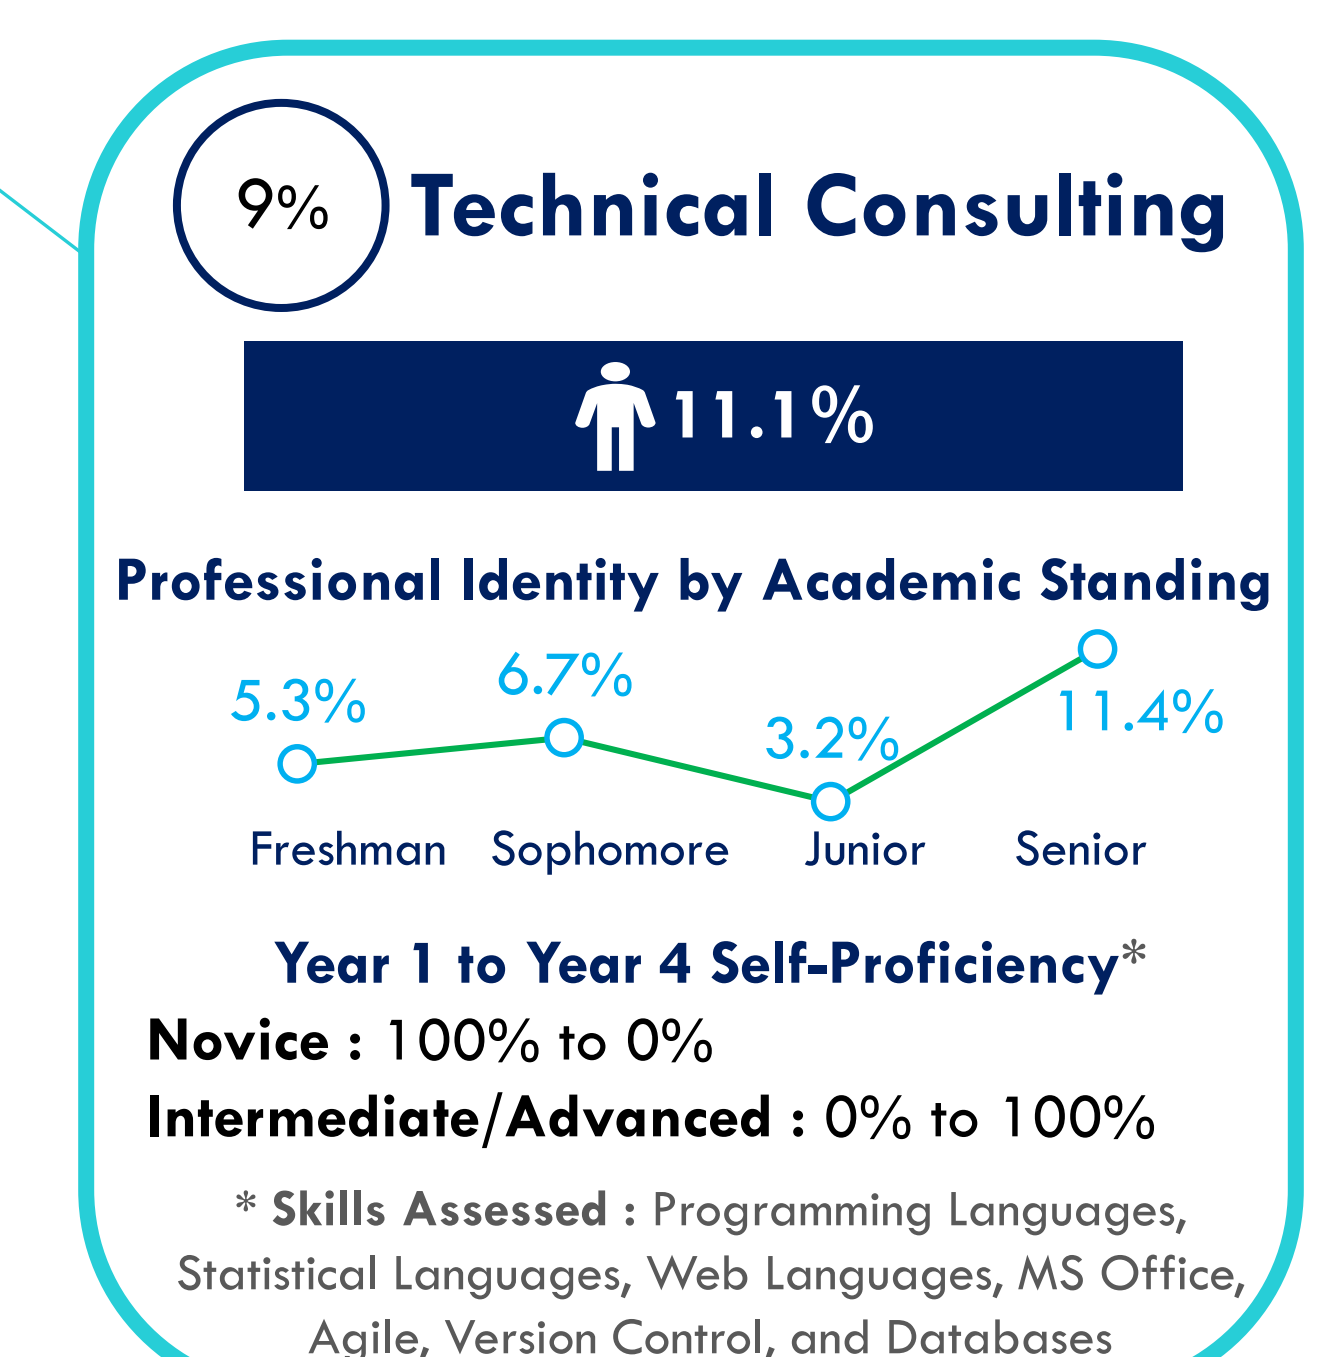 9% Technical Consulting
11.1%
Professional Identity by Academic Standing
5.3% 6.7% 3.2% 11.4%
Freshman Sophomore Junior Senior
Year 1 to Year 4 Self-Proficiency*
Novice : 100% to 0%
Intermediate/Advanced : 0% to 100%
* Skills Assessed : Programming Languages,
Statistical Languages, Web Languages, MS Office,
Agile, Version Control, and Databases